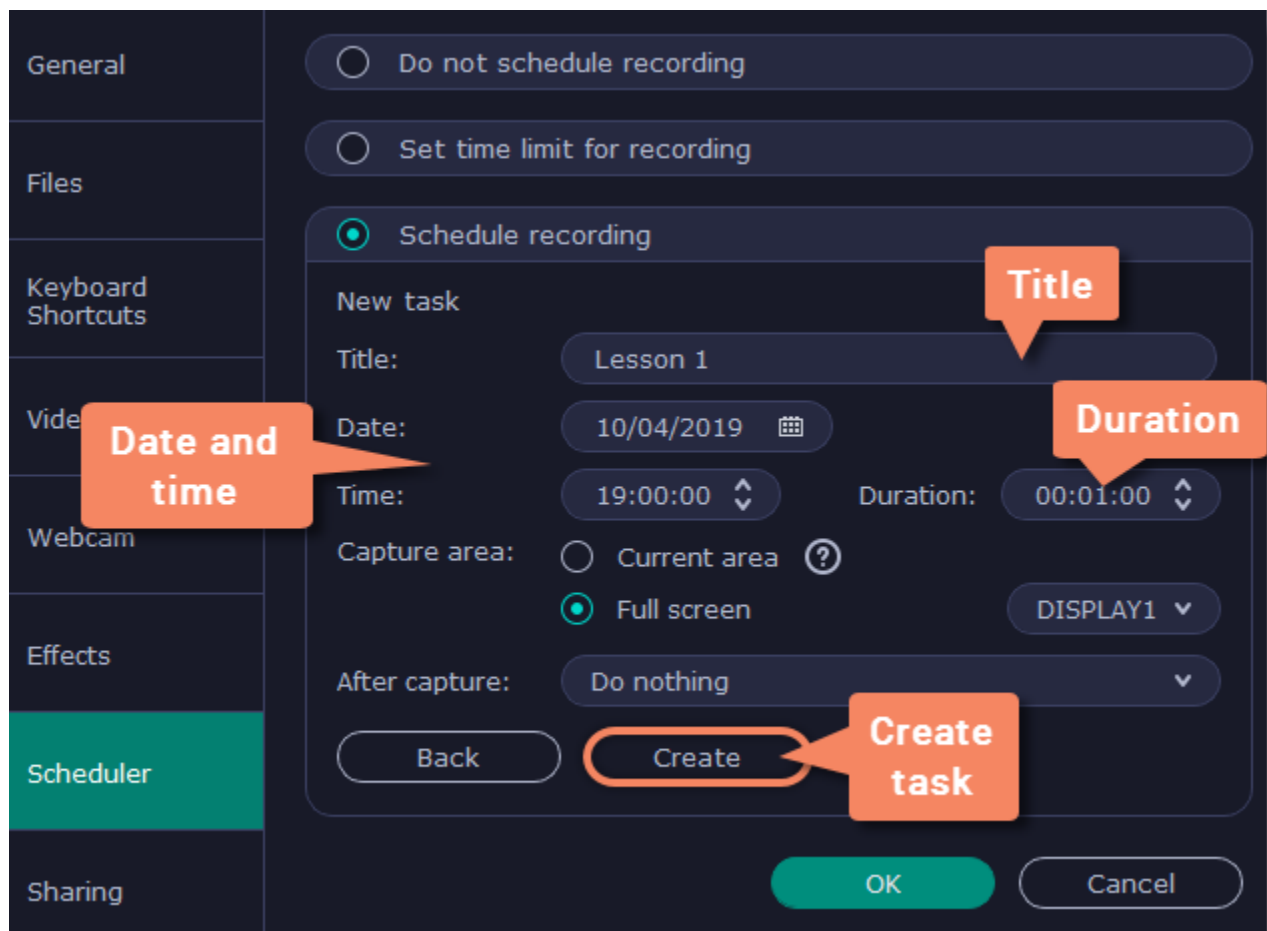 General
Files
Keyboard
Shortcuts
Vide
Webcam
Effects
Scheduler
Sharing
Do not schedule recording
Set time limit for recording
Schedule recording
New task
Title: Lesson 1
Title
Date: 10/04/2019
Date and
time
Time: 19:00:00 Duration: 00:01:00
Duration
Capture area: Current area ?
Full screen DISPLAY1
After capture: Do nothing
Back Create
Create
task
OK Cancel